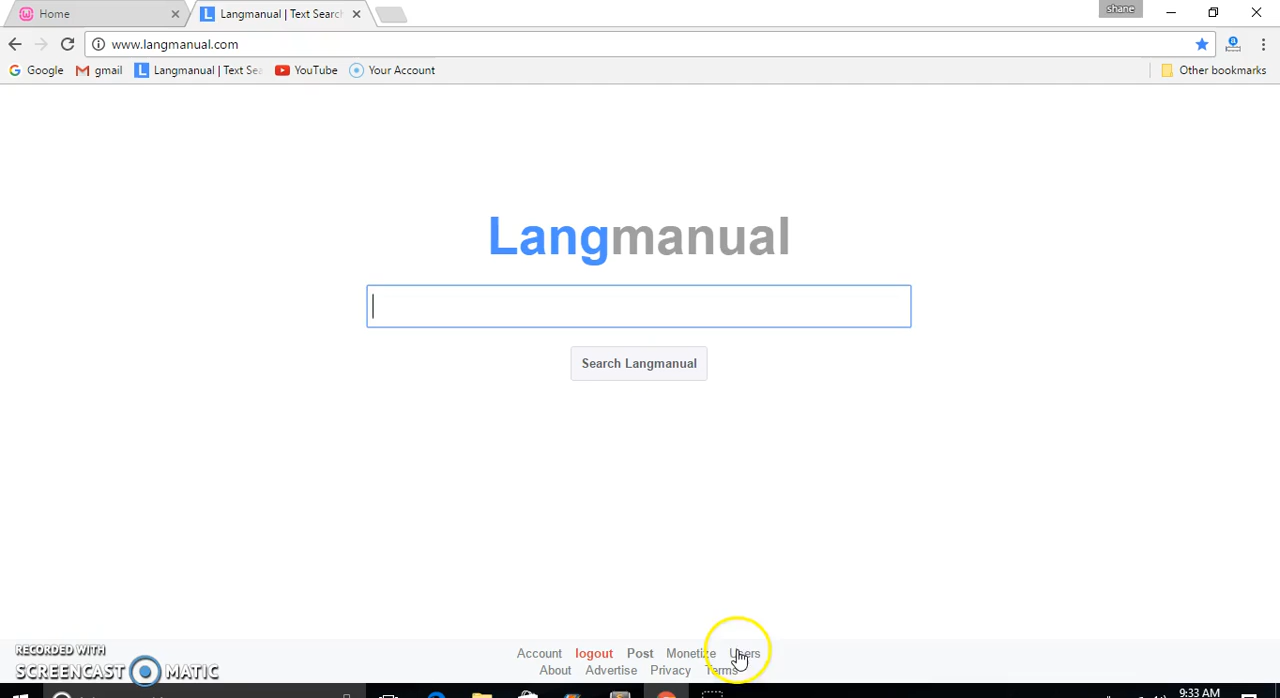 Home
Langmanual | Text Search
shane
www.langmanual.com
Google gmail Langmanual | Text Sea YouTube Your Account Other bookmarks
Langmanual
Search Langmanual
Account logout Post Monetize Users
About Advertise Privacy Terms
RECORDED WITH
SCREENCAST MATIC
9:33 AM